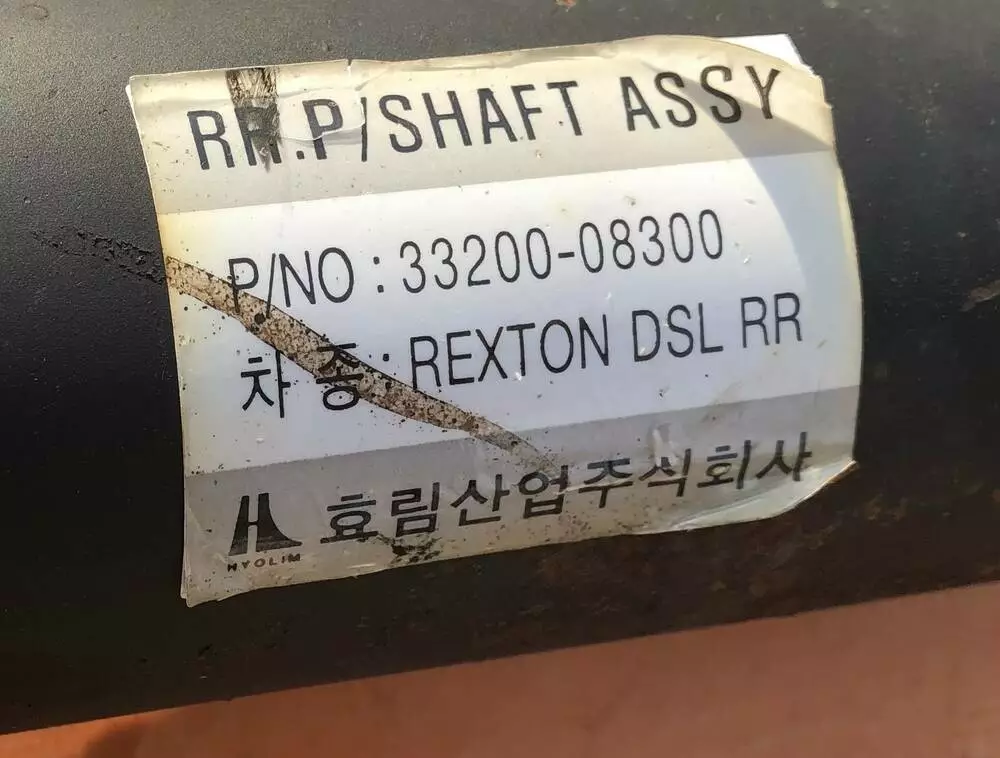 RR.P/SHAFT ASSY
P/NO : 33200-08300
차 종 : REXTON DSL RR
효림산업주식회사
HYOLIM